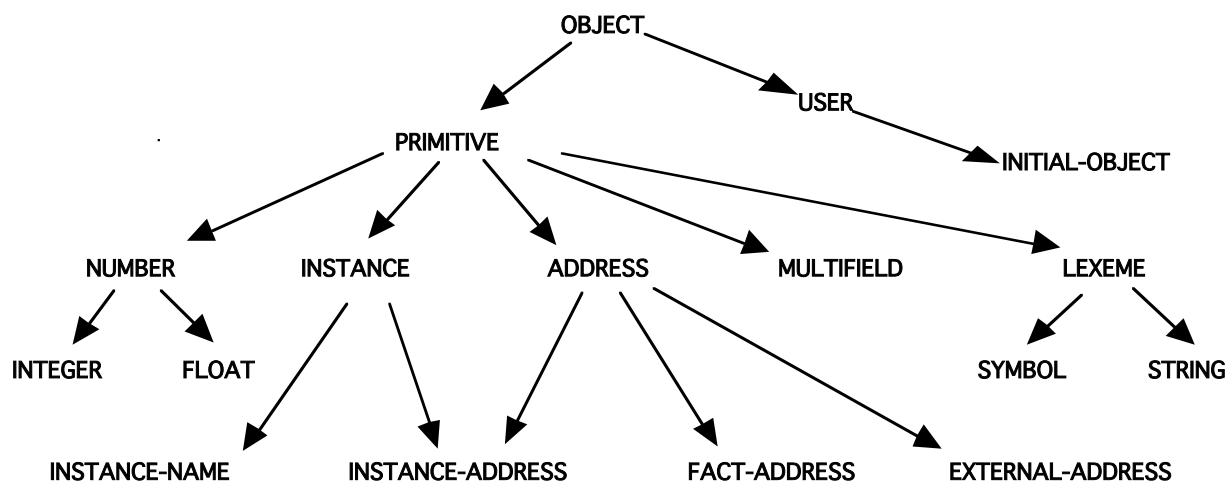 OBJECT
USER
PRIMITIVE
INITIAL-OBJECT
NUMBER INSTANCE ADDRESS MULTIFIELD LEXEME
INTEGER FLOAT SYMBOL STRING
INSTANCE-NAME INSTANCE-ADDRESS FACT-ADDRESS EXTERNAL-ADDRESS